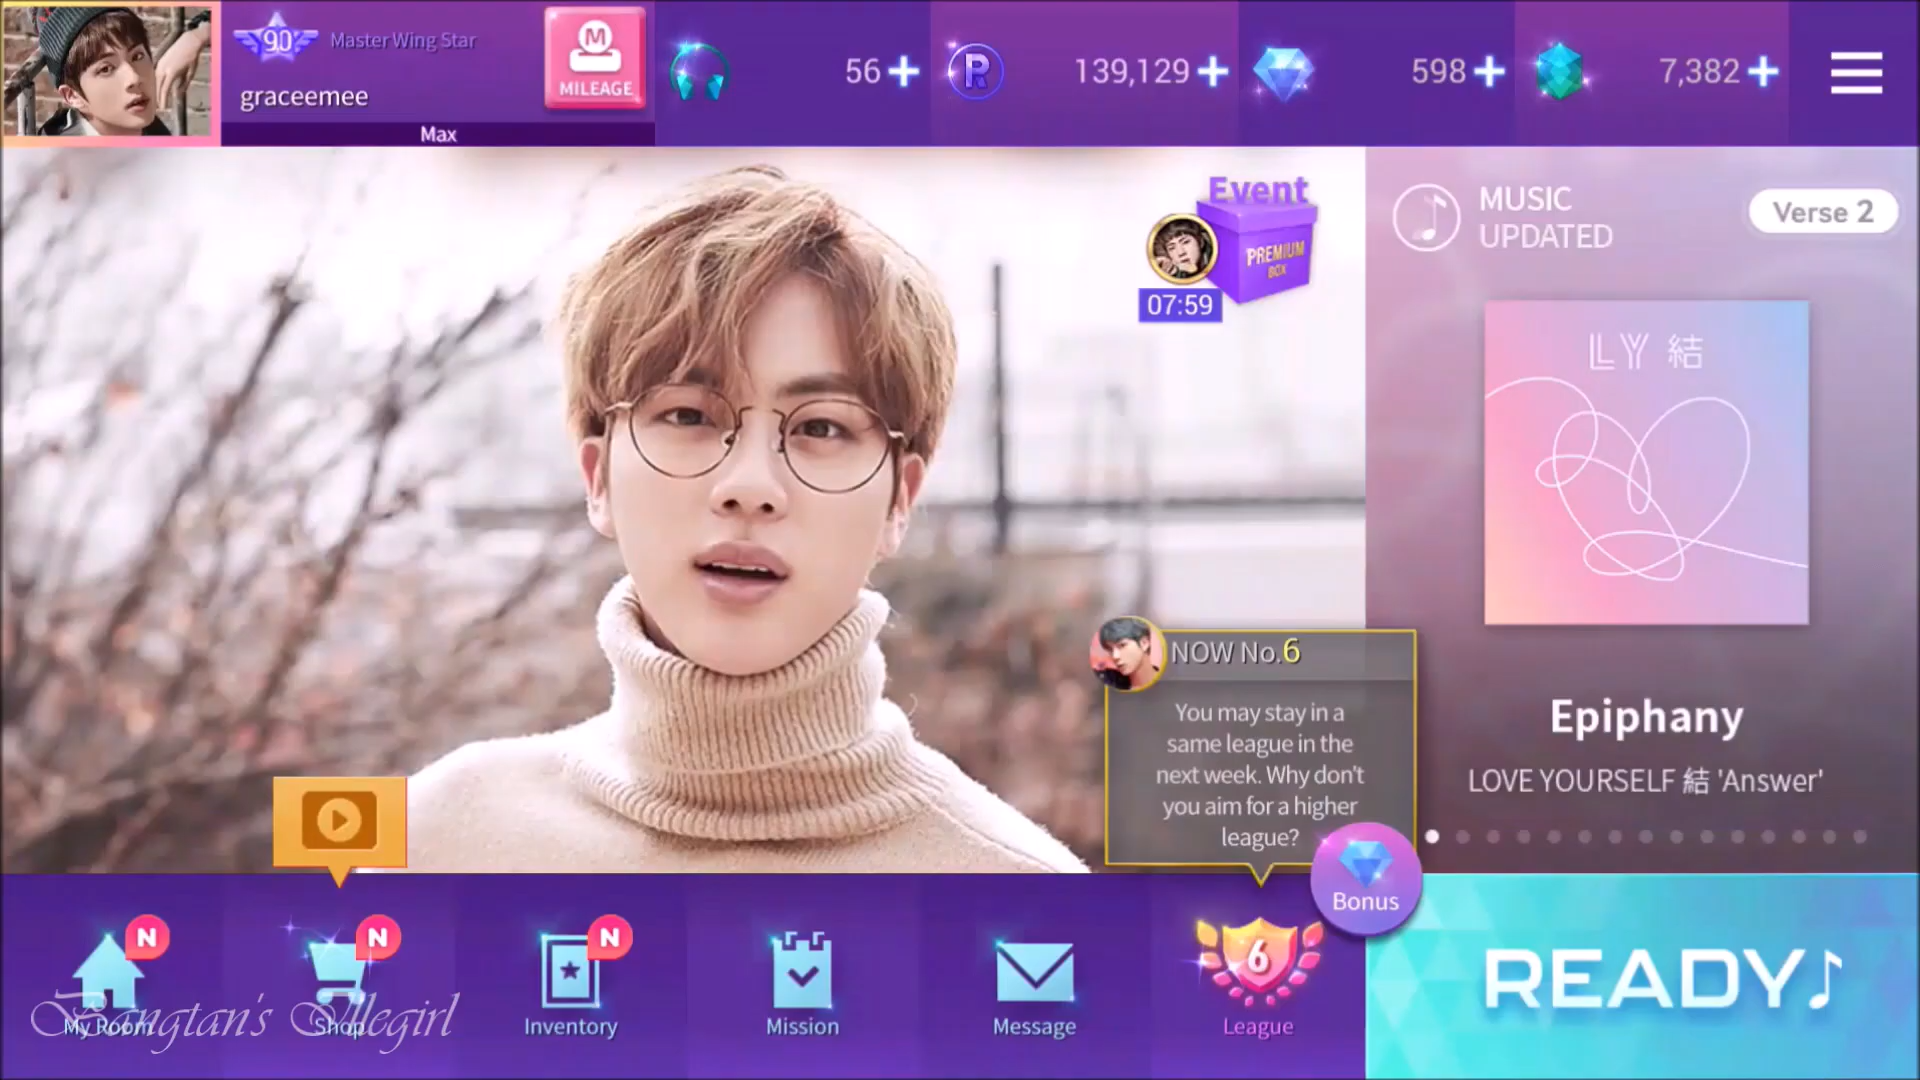 90
Master Wing Star
graceemee
M
MILEAGE
Max
56
R
139,129
598
7,382
Event
PREMIUM
BOX
07:59
MUSIC
UPDATED
Verse 2
LY 結
Epiphany
LOVE YOURSELF 結 'Answer'
NOW No.6
You may stay in a
same league in the
next week. Why don't
you aim for a higher
league?
Bonus
N
My Room
N
Shop
N
Inventory
Mission
Message
6
League
READY
Bangtan's Illegirl